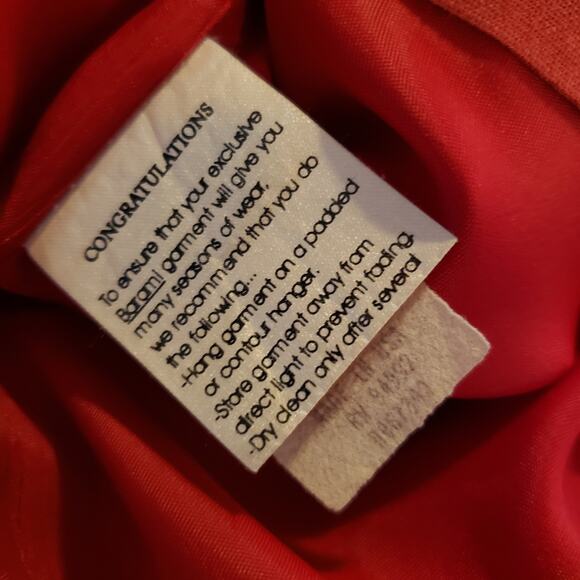 CONGRATULATIONS
To ensure that your exclusive
Barami garment will give you
many seasons of wear,
we recommend that you do
the following...
-Hang garment on a padded
or contour hanger.
-Store garment away from
direct light to prevent fading.
-Dry clean only after several